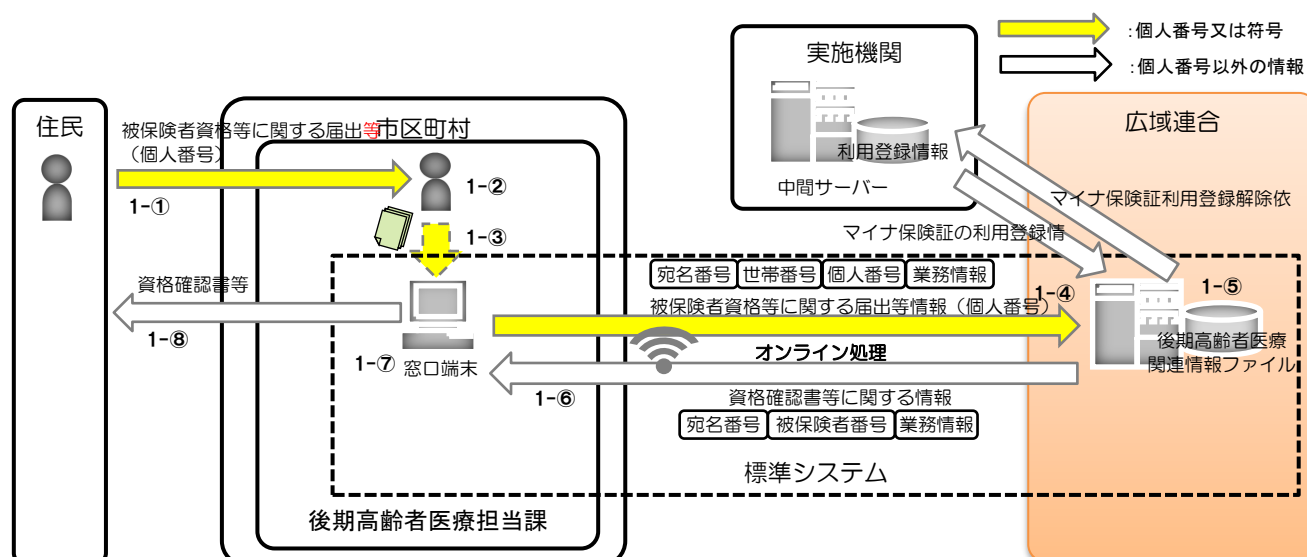 :個人番号又は符号
:個人番号以外の情報
実施機関
利用登録情報
中間サーバー
広域連合
住民
被保険者資格等に関する届出等
（個人番号）
市区町村
1-①
1-②
1-③
マイナ保険証利用登録解除依
マイナ保険証の利用登録情
宛名番号 世帯番号 個人番号 業務情報
1-④
1-⑤
被保険者資格等に関する届出等情報（個人番号）
資格確認書等
1-⑧
1-⑦
窓口端末
オンライン処理
後期高齢者医療
関連情報ファイル
1-⑥
資格確認書等に関する情報
宛名番号 被保険者番号 業務情報
標準システム
後期高齢者医療担当課